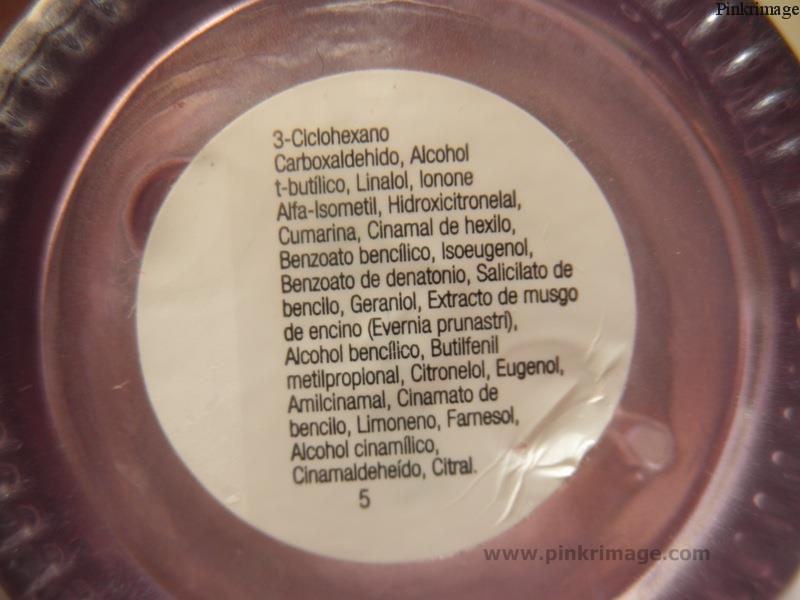 Pinkrimage
3-Ciclohexano
Carboxaldehido, Alcohol
t-butílico, Linalol, Ionone
Alfa-Isometil, Hidroxicitronelal,
Cumarina, Cinamal de hexilo,
Benzoato bencílico, Isoeugenol,
Benzoato de denatonio, Salicilato de
bencilo, Geraniol, Extracto de musgo
de encino (Evernia prunastri),
Alcohol bencílico, Butilfenil
metilpropional, Citronelol, Eugenol,
Amilcinamal, Cinamato de
bencilo, Limoneno, Farnesol,
Alcohol cinamílico,
Cinamaldeheído, Citral.
5
www.pinkrimage.com